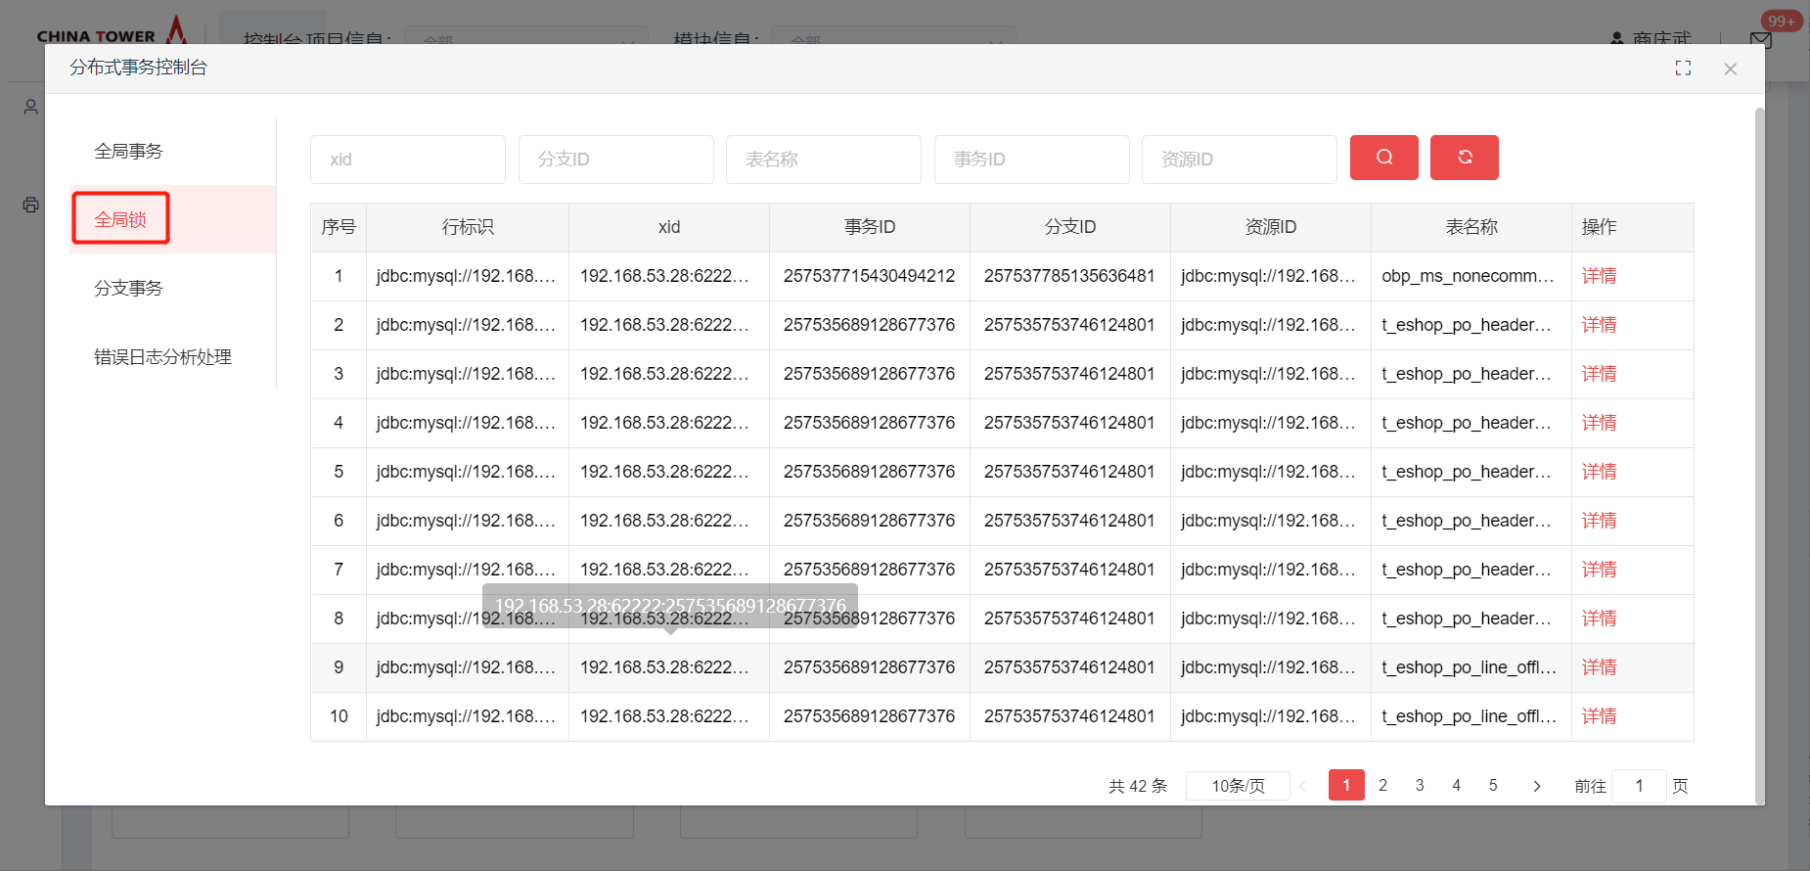 CHINA TOWER
控制台 项目信息: 全部 模块信息: 全部 商庆武 99+
分布式事务控制台
全局事务
全局锁
分支事务
错误日志分析处理
xid 分支ID 表名称 事务ID 资源ID
序号 行标识 xid 事务ID 分支ID 资源ID 表名称 操作
1 jdbc:mysql://192.168.... 192.168.53.28:6222... 257537715430494212 257537785135636481 jdbc:mysql://192.168... obp_ms_nonecomm... 详情
2 jdbc:mysql://192.168.... 192.168.53.28:6222... 257535689128677376 257535753746124801 jdbc:mysql://192.168... t_eshop_po_header... 详情
3 jdbc:mysql://192.168.... 192.168.53.28:6222... 257535689128677376 257535753746124801 jdbc:mysql://192.168... t_eshop_po_header... 详情
4 jdbc:mysql://192.168.... 192.168.53.28:6222... 257535689128677376 257535753746124801 jdbc:mysql://192.168... t_eshop_po_header... 详情
5 jdbc:mysql://192.168.... 192.168.53.28:6222... 257535689128677376 257535753746124801 jdbc:mysql://192.168... t_eshop_po_header... 详情
6 jdbc:mysql://192.168.... 192.168.53.28:6222... 257535689128677376 257535753746124801 jdbc:mysql://192.168... t_eshop_po_header... 详情
7 jdbc:mysql://192.168.... 192.168.53.28:6222... 257535689128677376 257535753746124801 jdbc:mysql://192.168... t_eshop_po_header... 详情
192.168.53.28:62222:257535689128677376
8 jdbc:mysql://192.168.... 192.168.53.28:6222... 257535689128677376 257535753746124801 jdbc:mysql://192.168... t_eshop_po_header... 详情
9 jdbc:mysql://192.168.... 192.168.53.28:6222... 257535689128677376 257535753746124801 jdbc:mysql://192.168... t_eshop_po_line_offl... 详情
10 jdbc:mysql://192.168.... 192.168.53.28:6222... 257535689128677376 257535753746124801 jdbc:mysql://192.168... t_eshop_po_line_offl... 详情
共 42 条 10条/页 1 2 3 4 5 前往 1 页